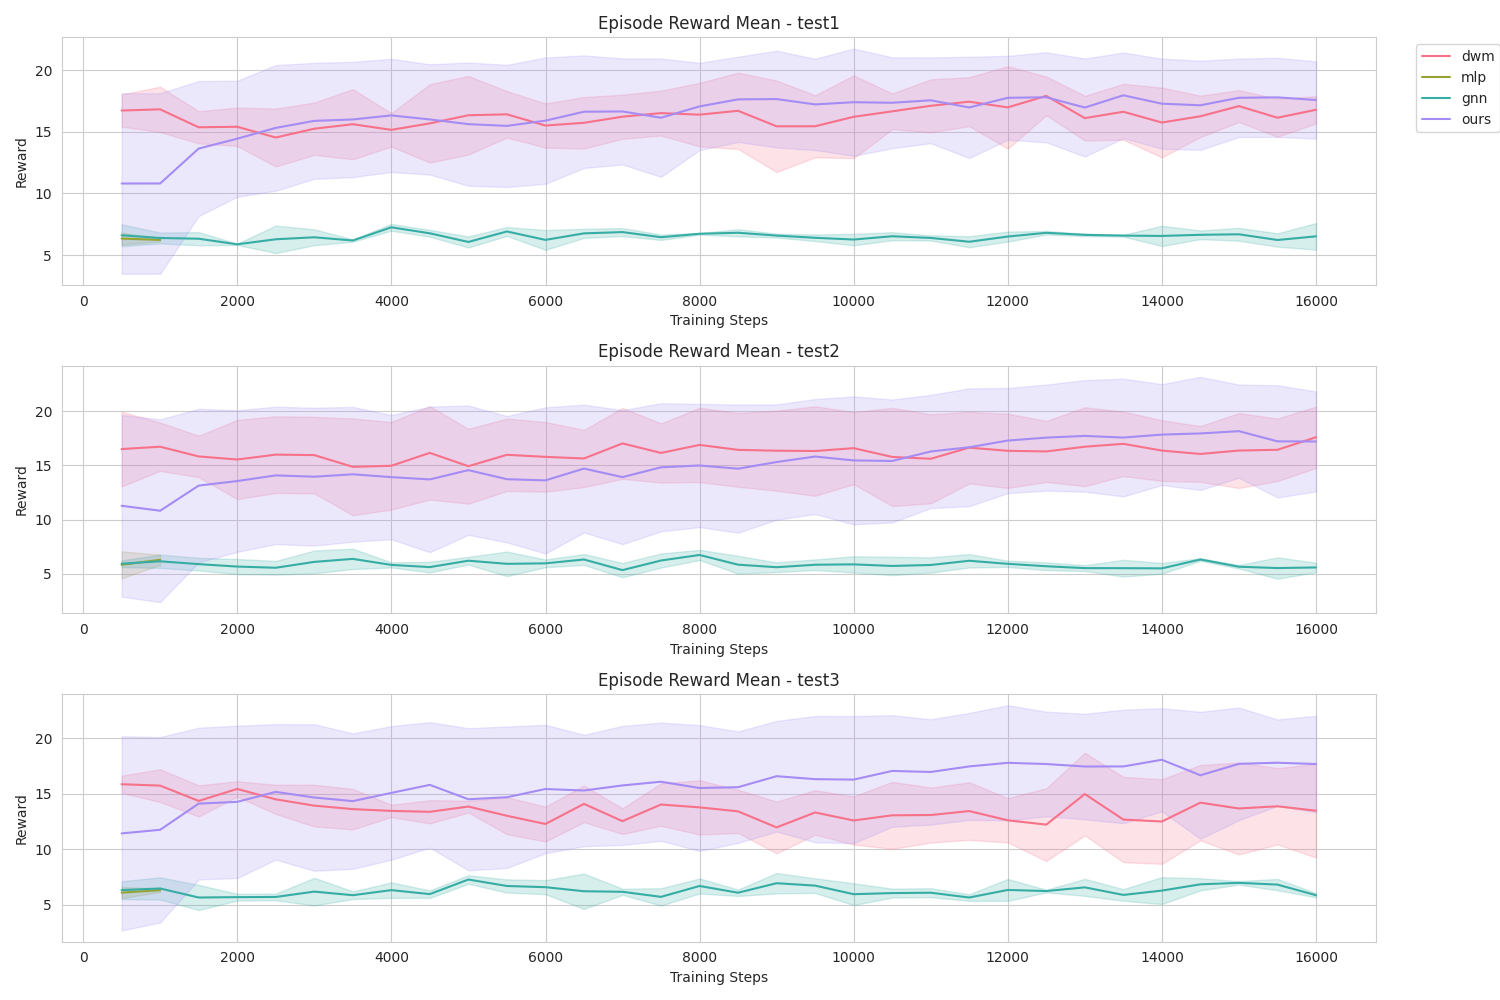 Episode Reward Mean - test1
dwm
mlp
gnn
ours
Reward
20
15
10
5
0 2000 4000 6000 8000 10000 12000 14000 16000
Training Steps
Episode Reward Mean - test2
Reward
20
15
10
5
0 2000 4000 6000 8000 10000 12000 14000 16000
Training Steps
Episode Reward Mean - test3
Reward
20
15
10
5
0 2000 4000 6000 8000 10000 12000 14000 16000
Training Steps